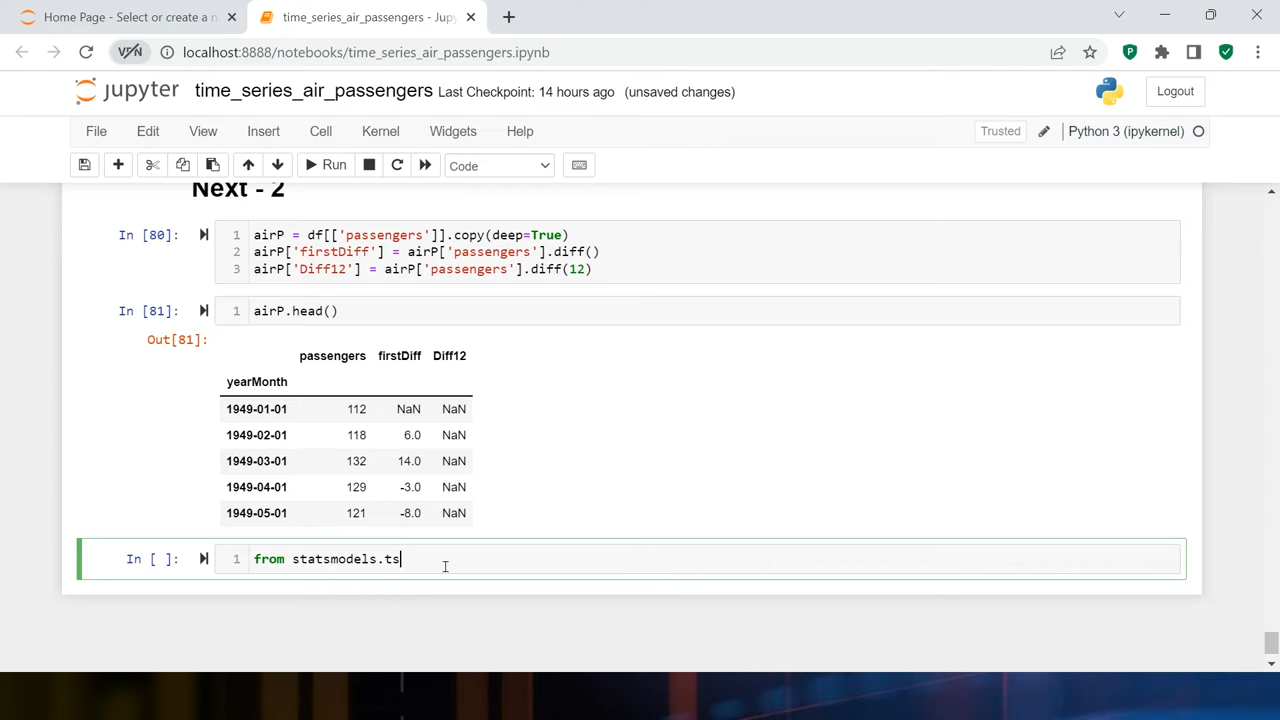 Home Page - Select or create a n
time_series_air_passengers - Jupy
VPN
localhost:8888/notebooks/time_series_air_passengers.ipynb
jupyter time_series_air_passengers Last Checkpoint: 14 hours ago (unsaved changes)
Logout
File Edit View Insert Cell Kernel Widgets Help
Trusted
Python 3 (ipykernel)
Run
Code
Next - 2
In [80]:
1 airP = df[['passengers']].copy(deep=True)
2 airP['firstDiff'] = airP['passengers'].diff()
3 airP['Diff12'] = airP['passengers'].diff(12)
In [81]:
1 airP.head()
Out[81]:
passengers firstDiff Diff12
yearMonth
1949-01-01 112 NaN NaN
1949-02-01 118 6.0 NaN
1949-03-01 132 14.0 NaN
1949-04-01 129 -3.0 NaN
1949-05-01 121 -8.0 NaN
In [ ]:
1 from statsmodels.ts